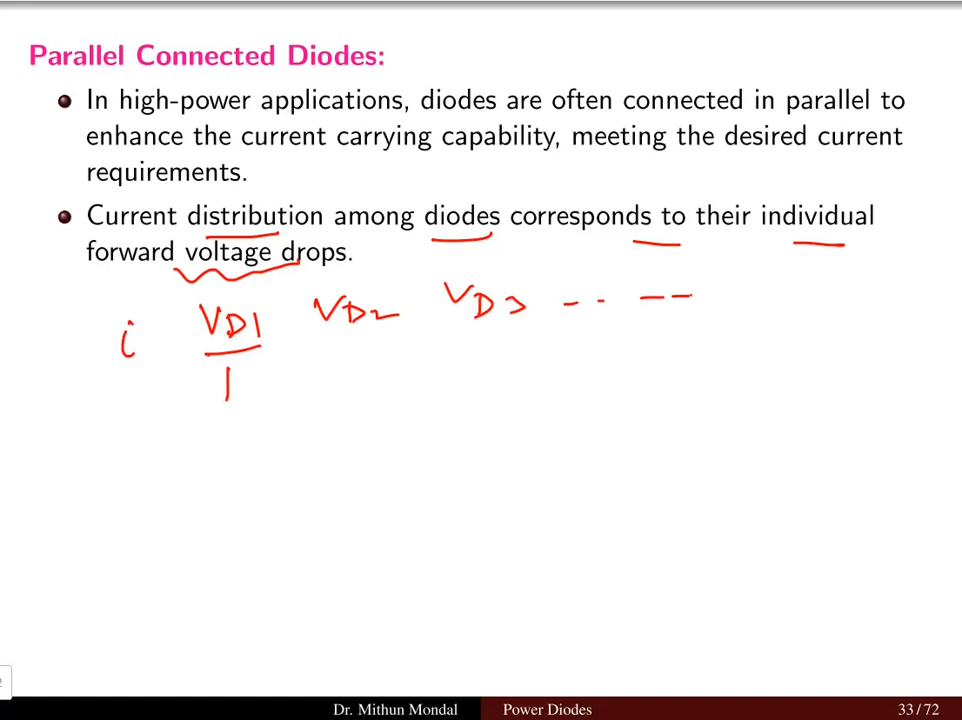 Parallel Connected Diodes:
In high-power applications, diodes are often connected in parallel to
enhance the current carrying capability, meeting the desired current
requirements.
Current distribution among diodes corresponds to their individual
forward voltage drops.
i VD1 VD2 VD3 -- --
1
Dr. Mithun Mondal Power Diodes 33 / 72